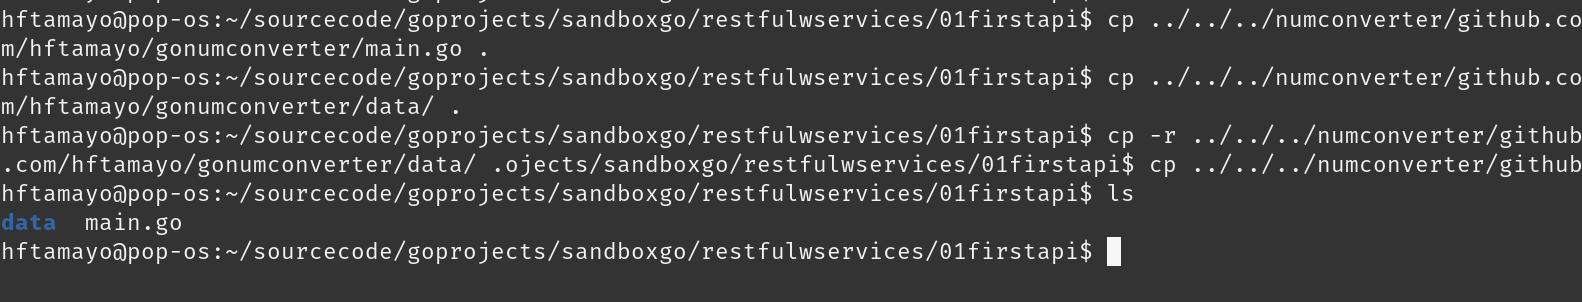 hftamayo@pop-os:~/sourcecode/goprojects/sandboxgo/restfulwservices/01firstapi$ cp ../../../numconverter/github.co
m/hftamayo/gonumconverter/main.go .
hftamayo@pop-os:~/sourcecode/goprojects/sandboxgo/restfulwservices/01firstapi$ cp ../../../numconverter/github.co
m/hftamayo/gonumconverter/data/ .
hftamayo@pop-os:~/sourcecode/goprojects/sandboxgo/restfulwservices/01firstapi$ cp -r ../../../numconverter/github
.com/hftamayo/gonumconverter/data/ .ojects/sandboxgo/restfulwservices/01firstapi$ cp ../../../numconverter/github
hftamayo@pop-os:~/sourcecode/goprojects/sandboxgo/restfulwservices/01firstapi$ ls
data  main.go
hftamayo@pop-os:~/sourcecode/goprojects/sandboxgo/restfulwservices/01firstapi$